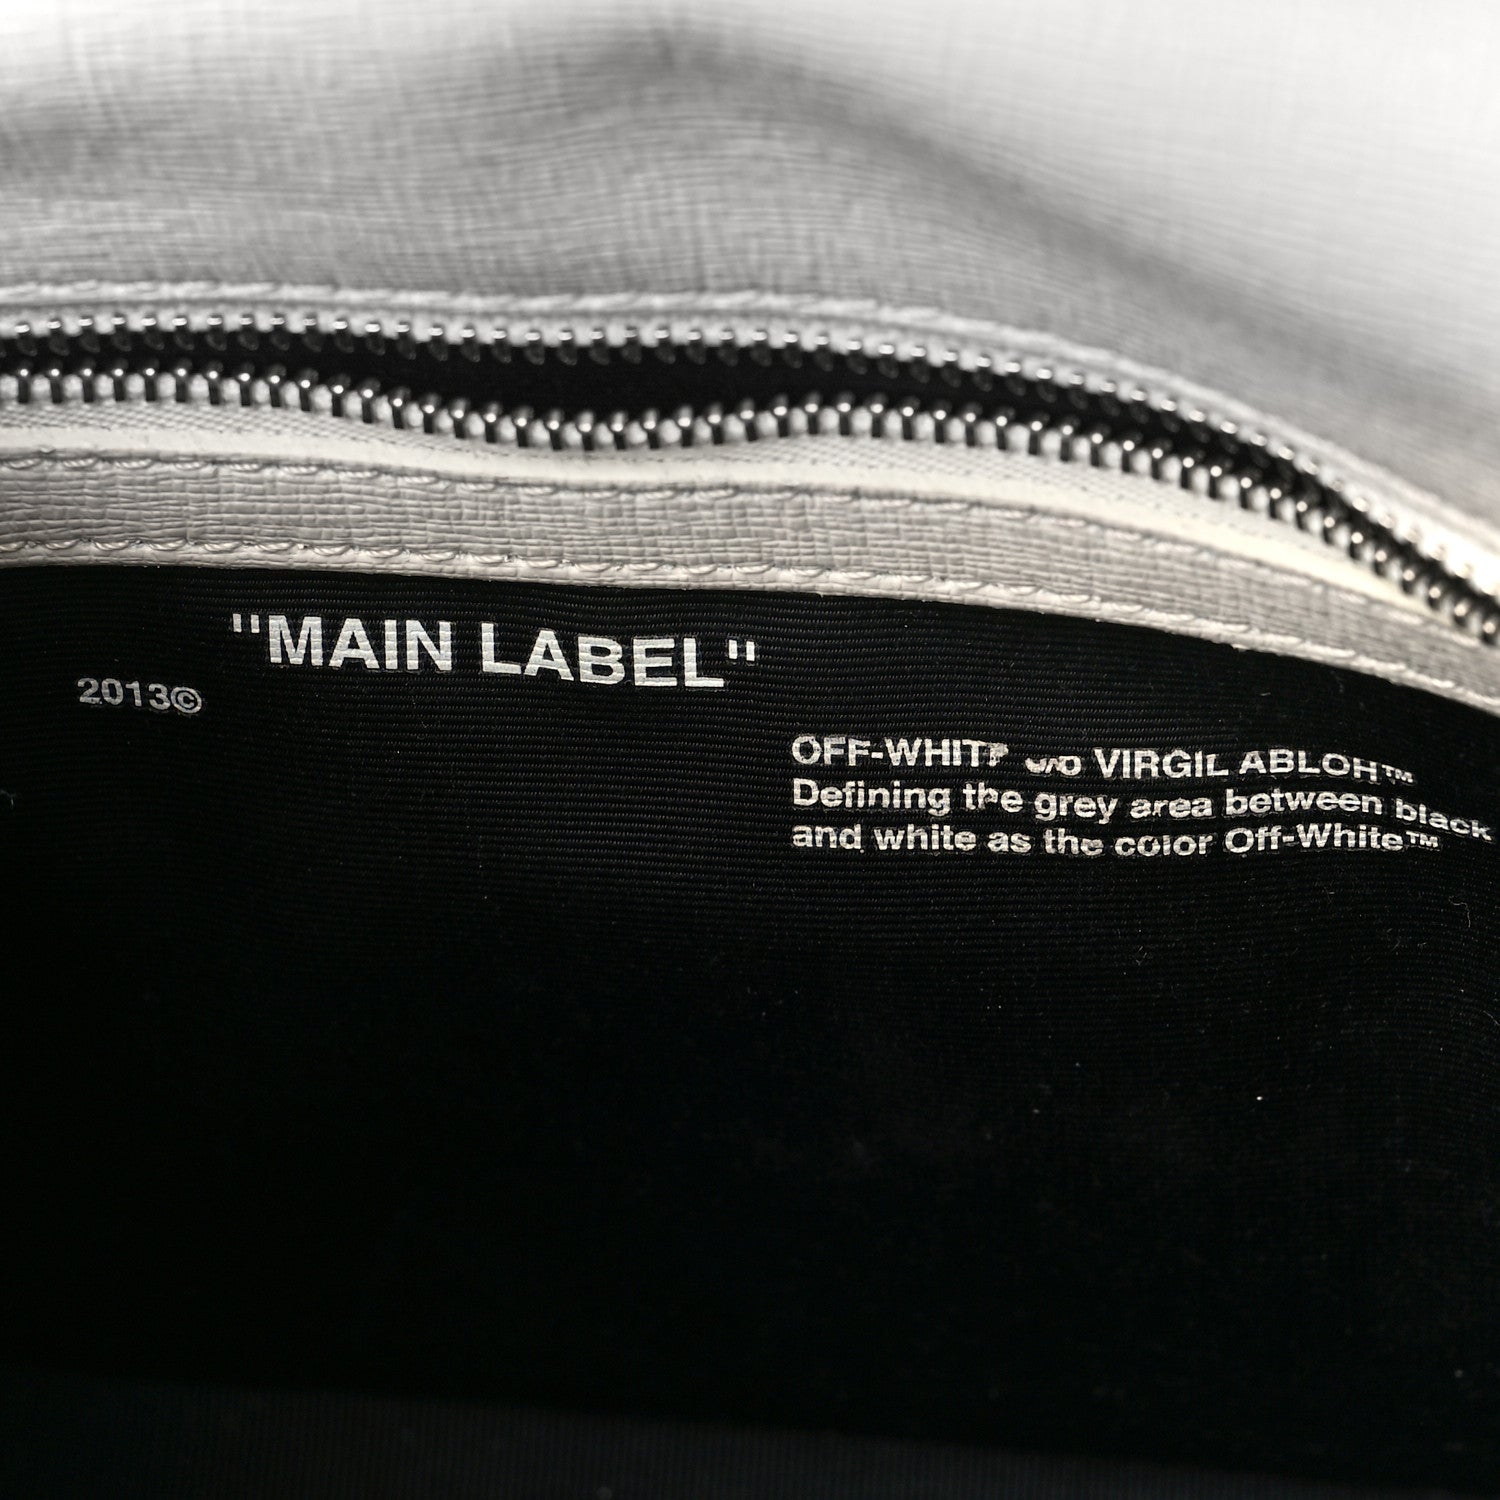 "MAIN LABEL"
2013©
OFF-WHITE c/o VIRGIL ABLOH™
Defining the grey area between black
and white as the color Off-White™